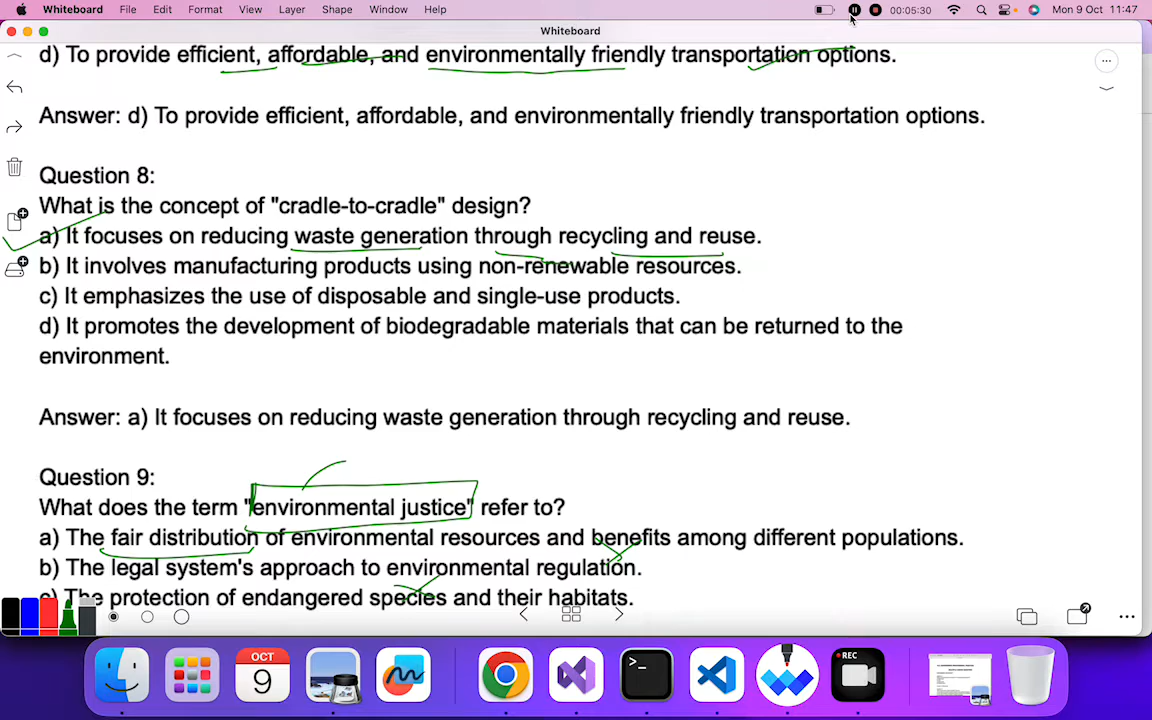 Whiteboard File Edit Format View Layer Shape Window Help 00:05:30 Mon 9 Oct 11:47
Whiteboard
d) To provide efficient, affordable, and environmentally friendly transportation options.
Answer: d) To provide efficient, affordable, and environmentally friendly transportation options.
Question 8:
What is the concept of "cradle-to-cradle" design?
a) It focuses on reducing waste generation through recycling and reuse.
b) It involves manufacturing products using non-renewable resources.
c) It emphasizes the use of disposable and single-use products.
d) It promotes the development of biodegradable materials that can be returned to the
environment.
Answer: a) It focuses on reducing waste generation through recycling and reuse.
Question 9:
What does the term "environmental justice" refer to?
a) The fair distribution of environmental resources and benefits among different populations.
b) The legal system's approach to environmental regulation.
c) The protection of endangered species and their habitats.
OCT
9
REC